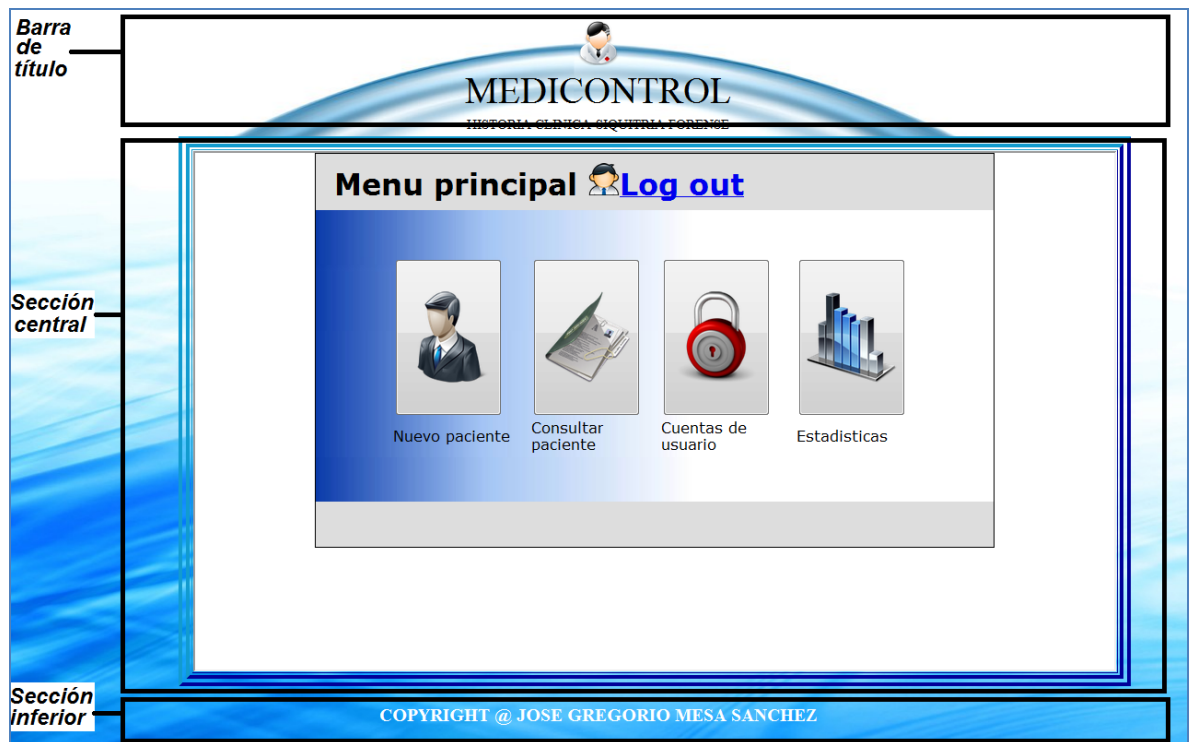 Barra
de
título
MEDICONTROL
HISTORIA CLINICA SIQUITRIA FORENSE
Menu principal Log out
Sección
central
Nuevo paciente
Consultar
paciente
Cuentas de
usuario
Estadisticas
Sección
inferior
COPYRIGHT @ JOSE GREGORIO MESA SANCHEZ